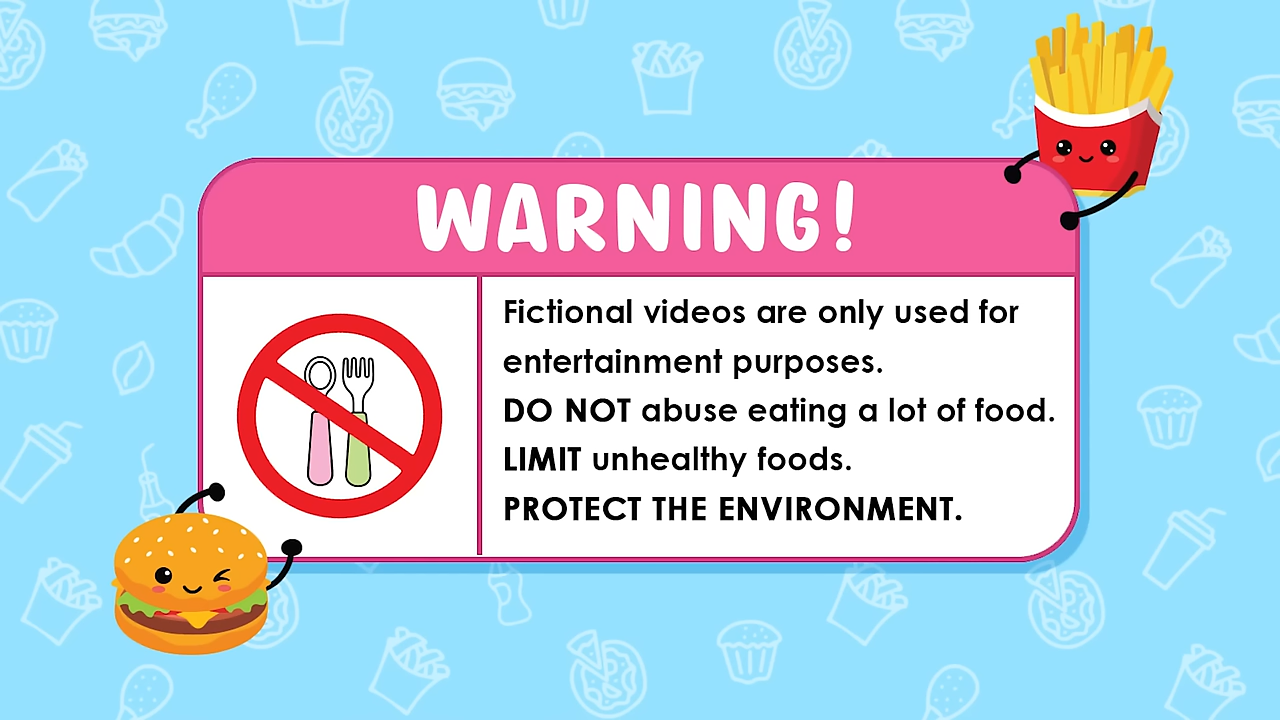 WARNING!
Fictional videos are only used for
entertainment purposes.
DO NOT abuse eating a lot of food.
LIMIT unhealthy foods.
PROTECT THE ENVIRONMENT.